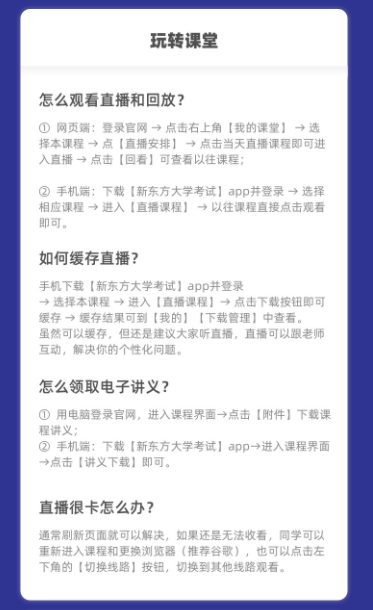 玩转课堂
怎么观看直播和回放？
① 网页端：登录官网 → 点击右上角【我的课堂】 → 选
择本课程 → 点【直播安排】 → 点击当天直播课程即可进
入直播 → 点击【回看】可查看以往课程；
② 手机端：下载【新东方大学考试】app并登录 → 选择
相应课程 → 进入【直播课程】 → 以往课程直接点击观看
即可。
如何缓存直播？
手机下载【新东方大学考试】app并登录
→ 选择本课程 → 进入【直播课程】→ 点击下载按钮即可
缓存 → 缓存结果可到【我的】【下载管理】中查看。
虽然可以缓存，但还是建议大家听直播，直播可以跟老师
互动，解决你的个性化问题。
怎么领取电子讲义？
① 用电脑登录官网，进入课程界面→点击【附件】下载课
程讲义；
② 手机端：下载【新东方大学考试】app→进入课程界面
→点击【讲义下载】即可。
直播很卡怎么办？
通常刷新页面就可以解决，如果还是无法收看，同学可以
重新进入课程和更换浏览器（推荐谷歌），也可以点击左
下角的【切换线路】按钮，切换到其他线路观看。